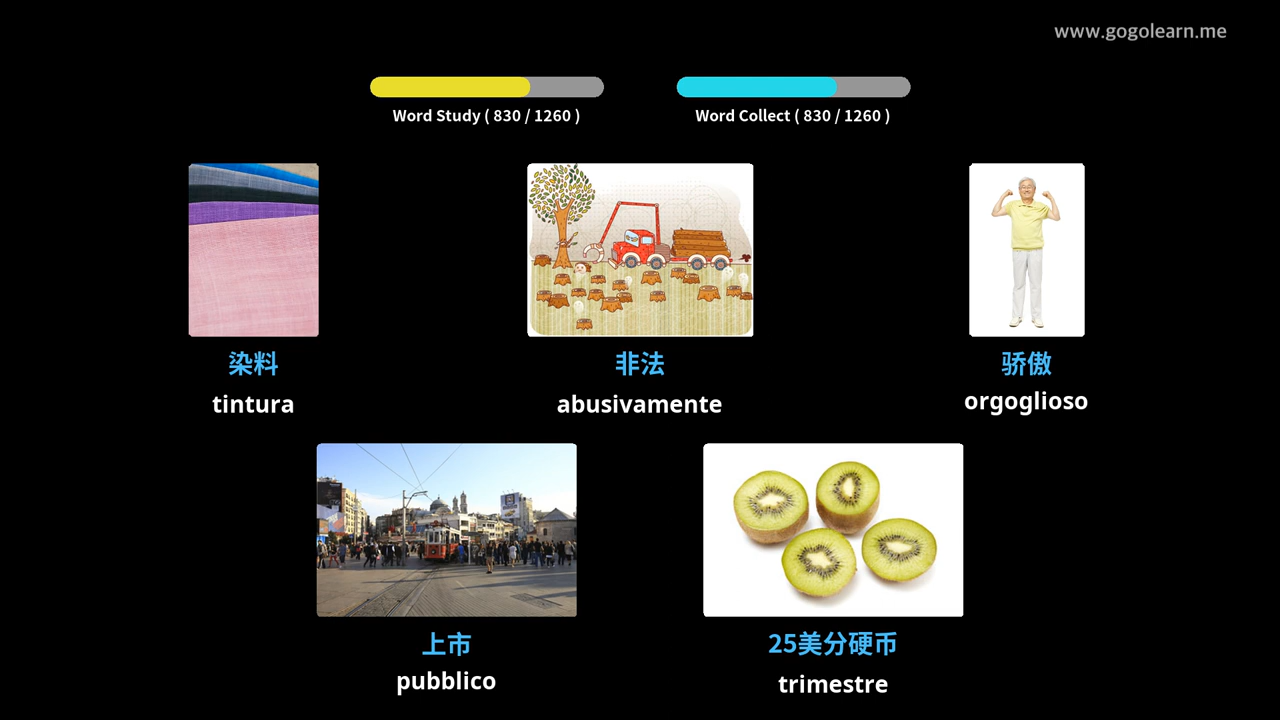 www.gogolearn.me
Word Study ( 830 / 1260 )
Word Collect ( 830 / 1260 )
染料
tintura
非法
abusivamente
骄傲
orgoglioso
上市
pubblico
25美分硬币
trimestre